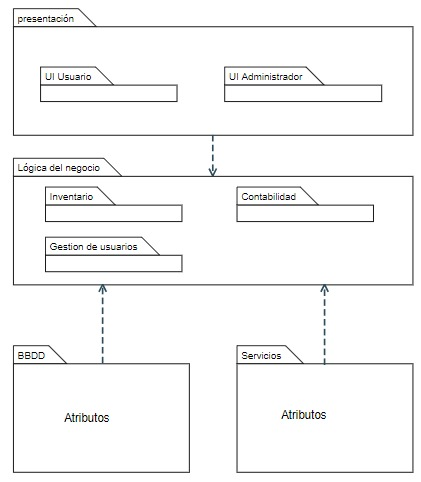 presentación
UI Usuario
UI Administrador
Lógica del negocio
Inventario
Contabilidad
Gestion de usuarios
BBDD
Servicios
Atributos
Atributos